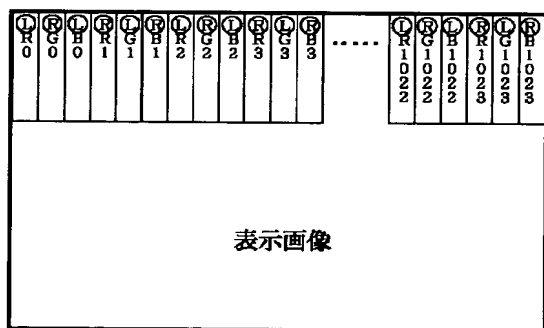 ⓁR0
ⓇG0
ⓁB0
ⓇR1
ⓁG1
ⓇB1
ⓁR2
ⓇG2
ⓁB2
ⓇR3
ⓁG3
ⓇB3
.....
ⓁR1022
ⓇG1022
ⓁB1022
ⓇR1023
ⓁG1023
ⓇB1023
表示画像